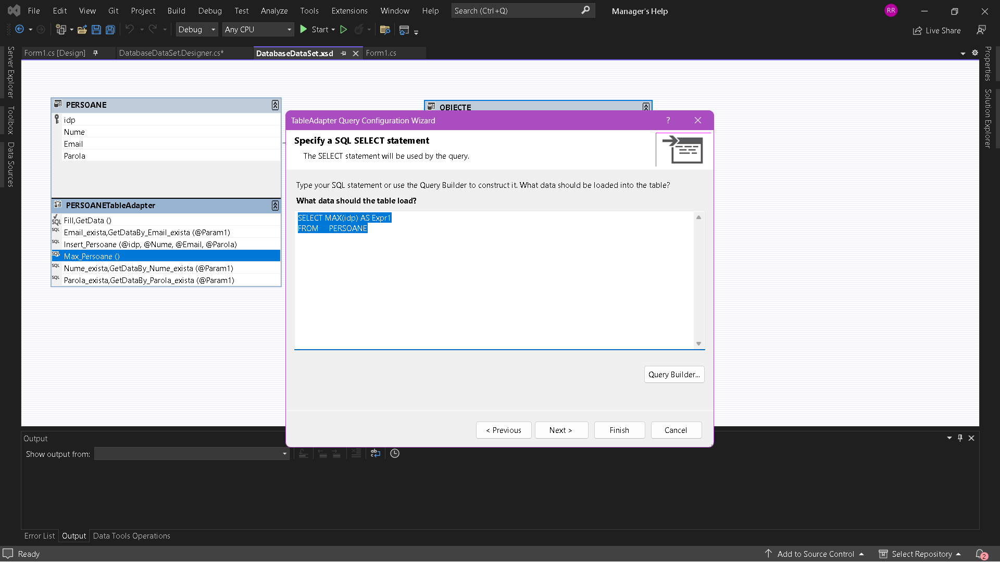 File Edit View Git Project Build Debug Test Analyze Tools Extensions Window Help Search (Ctrl+Q) Manager's Help RR
Debug Any CPU Start Live Share
Form1.cs [Design] DatabaseDataSet.Designer.cs* DatabaseDataSet.xsd Form1.cs
Server Explorer
Toolbox
Data Sources
Properties
Solution Explorer
PERSOANE
idp
Nume
Email
Parola
PERSOANETableAdapter
Fill,GetData ()
Email_exista,GetDataBy_Email_exista (@Param1)
Insert_Persoane (@idp, @Nume, @Email, @Parola)
Max_Persoane ()
Nume_exista,GetDataBy_Nume_exista (@Param1)
Parola_exista,GetDataBy_Parola_exista (@Param1)
SQL
SQL
SQL
SQL
SQL
SQL
OBIECTE
TableAdapter Query Configuration Wizard ?
Specify a SQL SELECT statement
The SELECT statement will be used by the query.
Type your SQL statement or use the Query Builder to construct it. What data should be loaded into the table?
What data should the table load?
SELECT MAX(idp) AS Expr1
FROM PERSOANE
Query Builder...
< Previous Next > Finish Cancel
Output
Show output from:
Error List Output Data Tools Operations
Ready Add to Source Control Select Repository 2